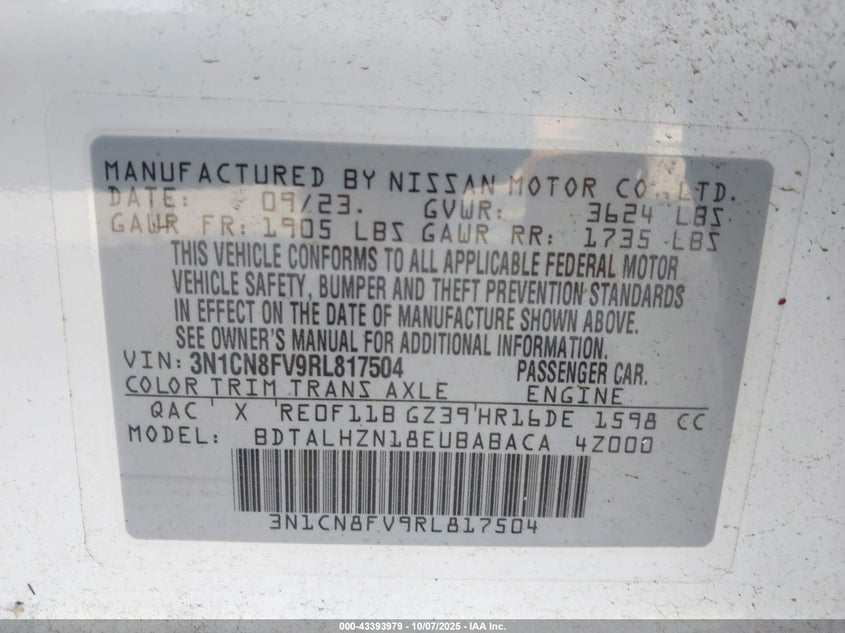 MANUFACTURED BY NISSAN MOTOR CO., LTD.
DATE: 09/23. GVWR: 3624 LBS
GAWR FR: 1905 LBS GAWR RR: 1735 LBS
THIS VEHICLE CONFORMS TO ALL APPLICABLE FEDERAL MOTOR
VEHICLE SAFETY, BUMPER AND THEFT PREVENTION STANDARDS
IN EFFECT ON THE DATE OF MANUFACTURE SHOWN ABOVE.
SEE OWNER'S MANUAL FOR ADDITIONAL INFORMATION.
VIN: 3N1CN8FV9RL817504 PASSENGER CAR.
COLOR TRIM TRANS AXLE ENGINE
QAC X RE0F11B GZ39 HR16DE 1598 CC
MODEL: BDTALHZN18EUBABACA 4Z000
3N1CN8FV9RL817504
000-43393979 - 10/07/2025 - IAA Inc.